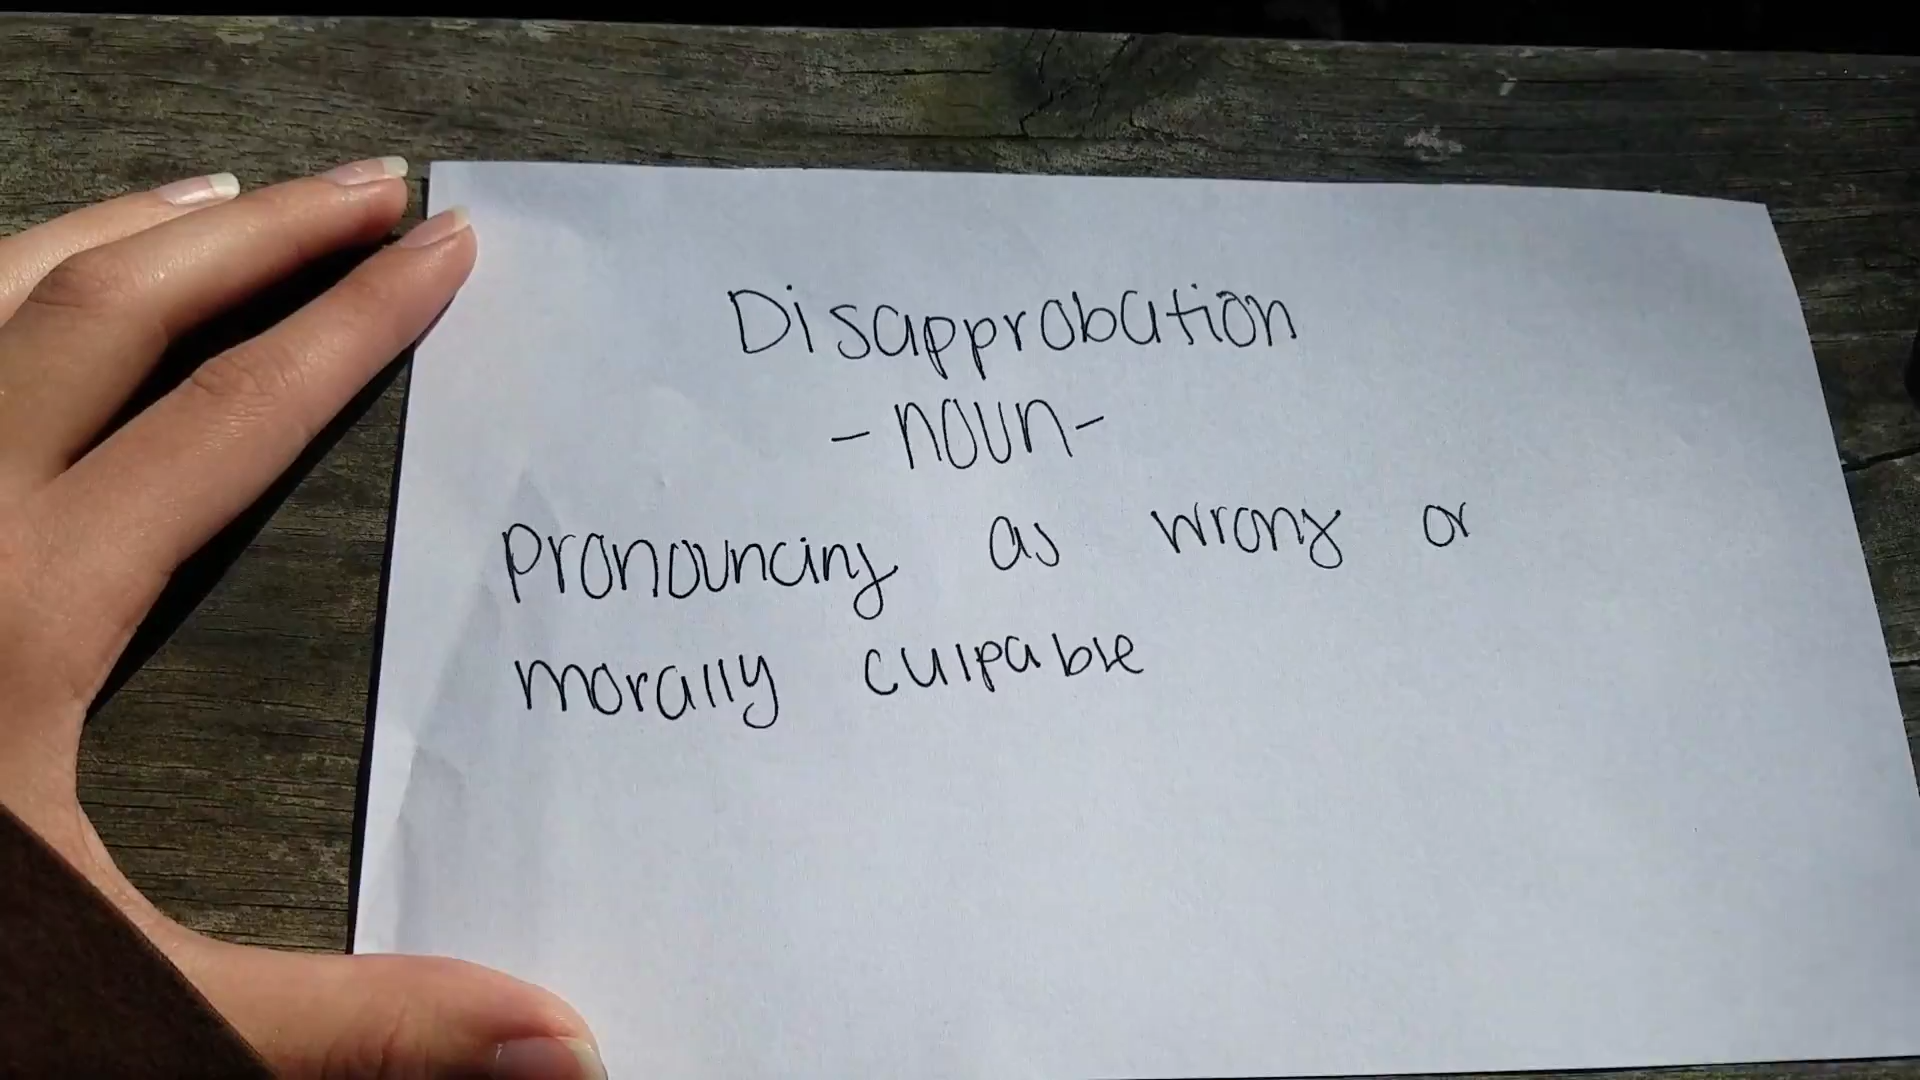 Disapprobation
- noun -
Pronouncing as wrong or
morally culpable